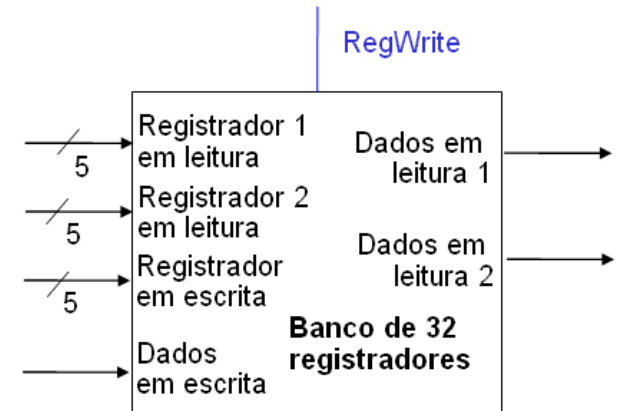 RegWrite
Registrador 1
em leitura
5
Registrador 2
em leitura
5
Registrador
em escrita
5
Dados
em escrita
Dados em
leitura 1
Dados em
leitura 2
Banco de 32
registradores